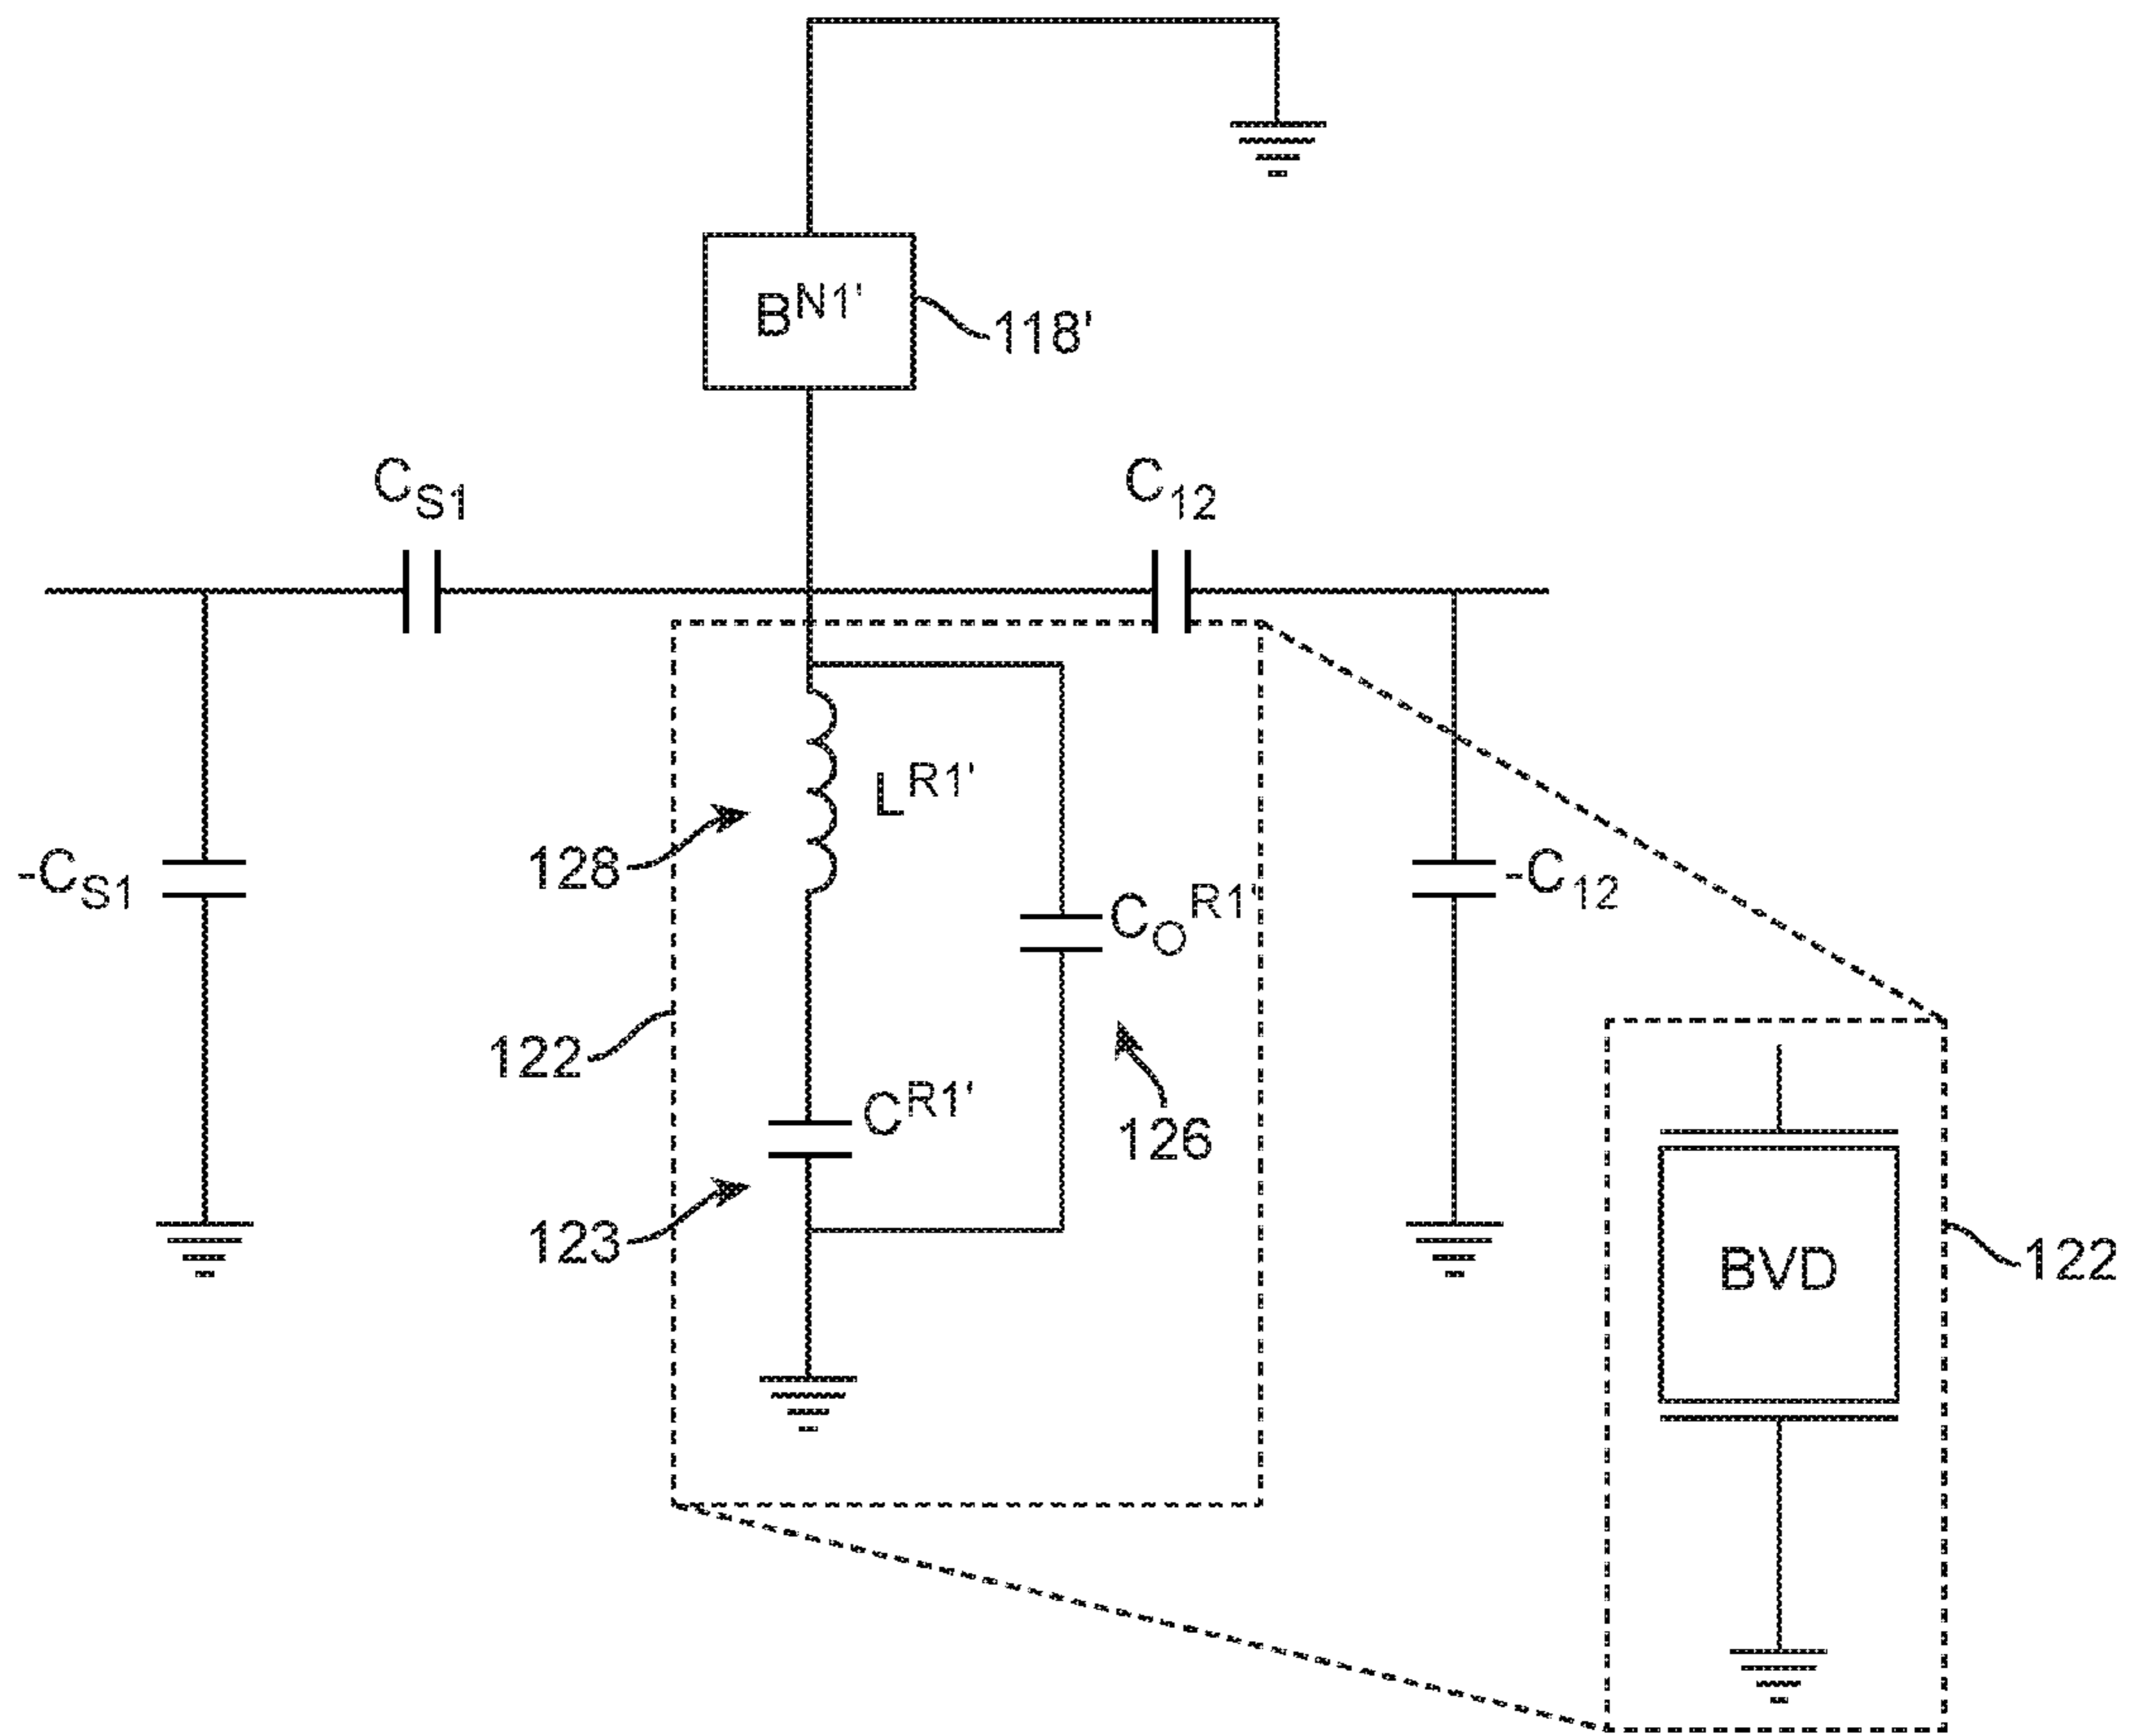 B^N1'
118'
C_S1
C_12
L^R1'
128
-C_S1
-C_12
C_O^R1'
122
C^R1'
126
123
BVD
122